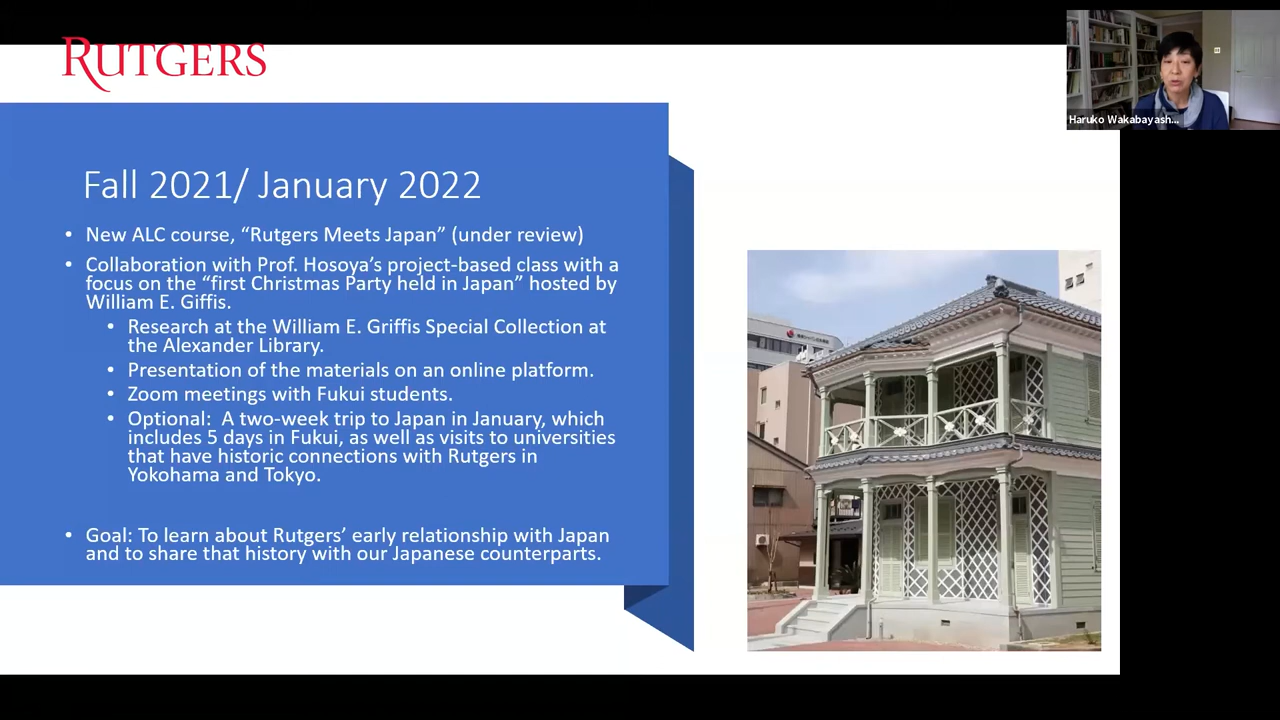 RUTGERS
Haruko Wakabayash...
Fall 2021/ January 2022
• New ALC course, “Rutgers Meets Japan” (under review)
• Collaboration with Prof. Hosoya’s project-based class with a
focus on the “first Christmas Party held in Japan” hosted by
William E. Giffis.
• Research at the William E. Griffis Special Collection at
the Alexander Library.
• Presentation of the materials on an online platform.
• Zoom meetings with Fukui students.
• Optional:  A two-week trip to Japan in January, which
includes 5 days in Fukui, as well as visits to universities
that have historic connections with Rutgers in
Yokohama and Tokyo.
• Goal: To learn about Rutgers’ early relationship with Japan
and to share that history with our Japanese counterparts.